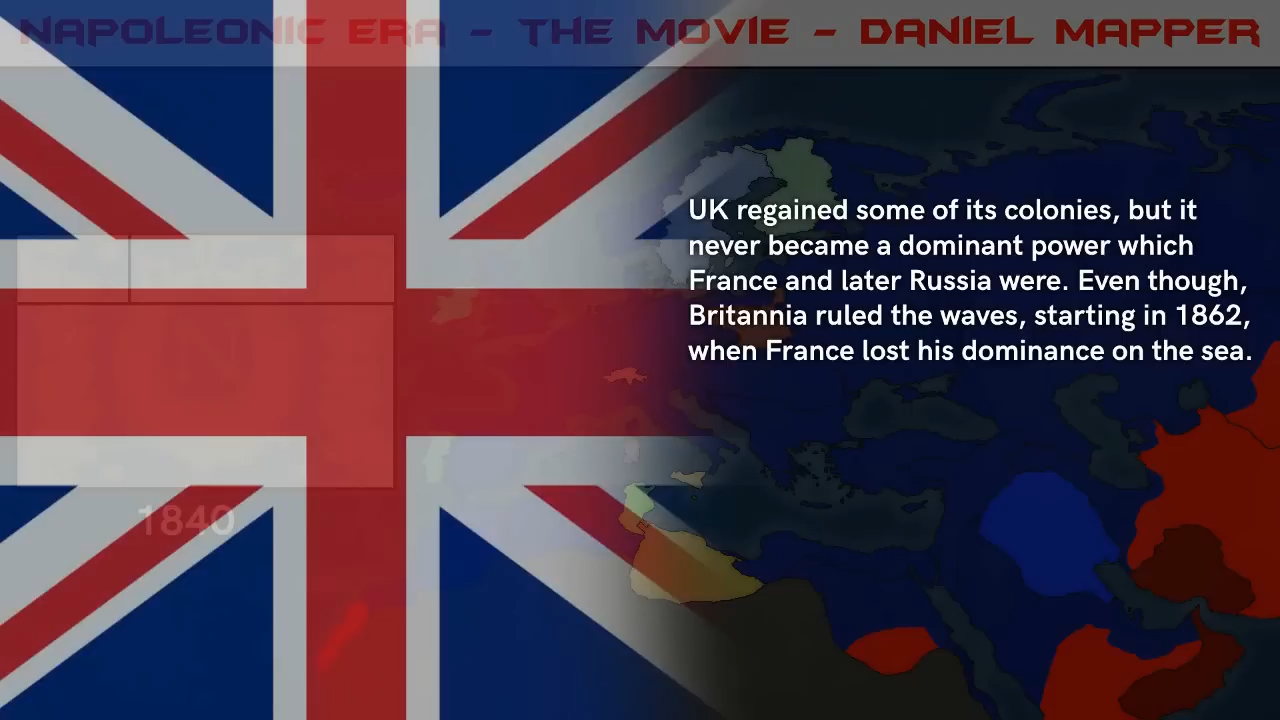 NAPOLEONIC ERA - THE MOVIE - DANIEL MAPPER
UK regained some of its colonies, but it
never became a dominant power which
France and later Russia were. Even though,
Britannia ruled the waves, starting in 1862,
when France lost his dominance on the sea.
N
1840